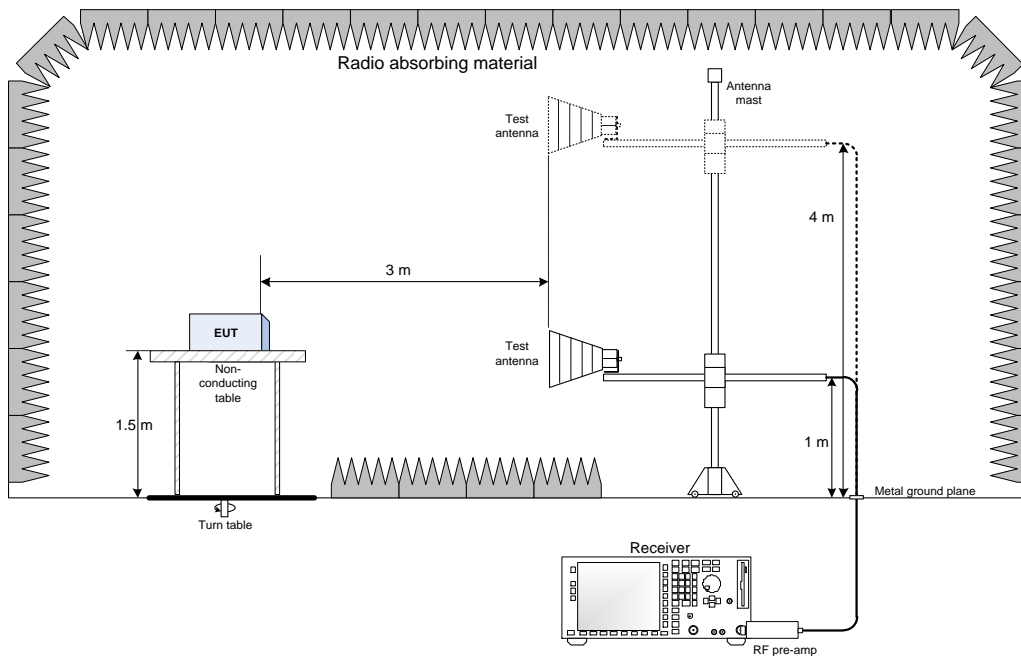 Radio absorbing material
Antenna
mast
Test
antenna
4 m
3 m
EUT
Test
antenna
Non-
conducting
table
1.5 m
1 m
Metal ground plane
Turn table
Receiver
RF pre-amp